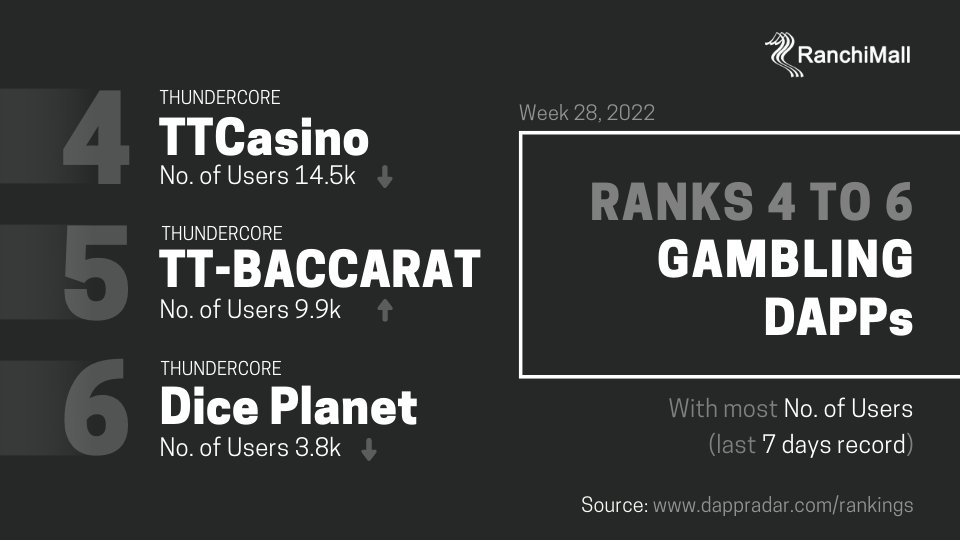 RanchiMall
4
THUNDERCORE
TTCasino
No. of Users 14.5k
5
THUNDERCORE
TT-BACCARAT
No. of Users 9.9k
6
THUNDERCORE
Dice Planet
No. of Users 3.8k
Week 28, 2022
RANKS 4 TO 6
GAMBLING
DAPPs
With most No. of Users
(last 7 days record)
Source: www.dappradar.com/rankings